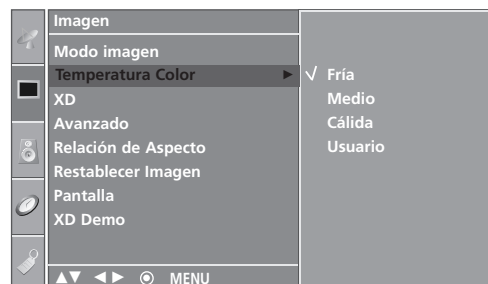 Imagen
Modo imagen
Temperatura Color ► √ Fría
XD Medio
Avanzado Cálida
Relación de Aspecto Usuario
Restablecer Imagen
Pantalla
XD Demo
▲▼ ◄► ◉ MENU